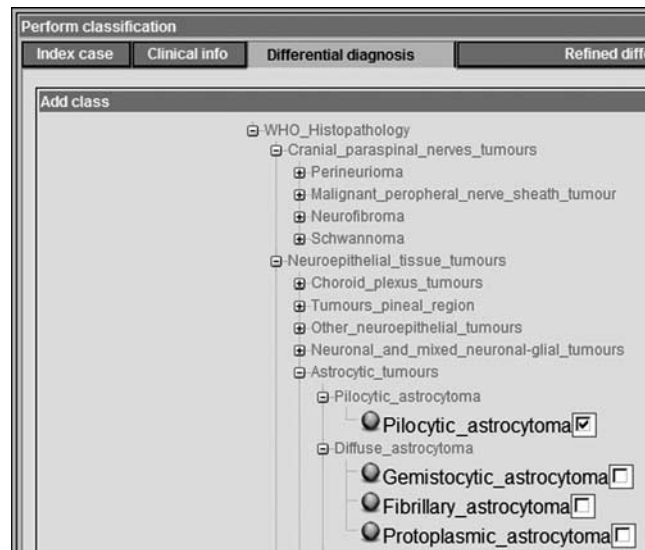 Perform classification
Index case Clinical info Differential diagnosis Refined diff
Add class
WHO_Histopathology
Cranial_paraspinal_nerves_tumours
Perineurioma
Malignant_peropheral_nerve_sheath_tumour
Neurofibroma
Schwannoma
Neuroepithelial_tissue_tumours
Choroid_plexus_tumours
Tumours_pineal_region
Other_neuroepithelial_tumours
Neuronal_and_mixed_neuronal-glial_tumours
Astrocytic_tumours
Pilocytic_astrocytoma
Pilocytic_astrocytoma
Diffuse_astrocytoma
Gemistocytic_astrocytoma
Fibrillary_astrocytoma
Protoplasmic_astrocytoma